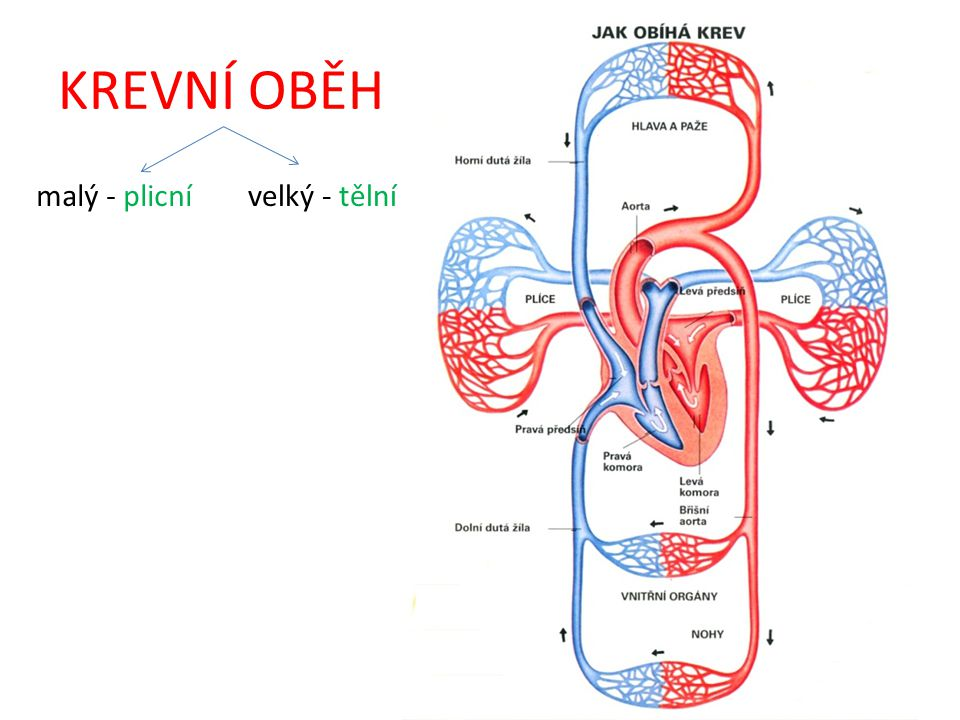 KREVNÍ OBĚH
malý - plicní
velký - tělní
JAK OBÍHÁ KREV
HLAVA A PAŽE
Horní dutá žíla
Aorta
Levá předsíň
PLÍCE
PLÍCE
Pravá předsíň
Pravá
komora
Levá
komora
Břišní
aorta
Dolní dutá žíla
VNITŘNÍ ORGÁNY
NOHY